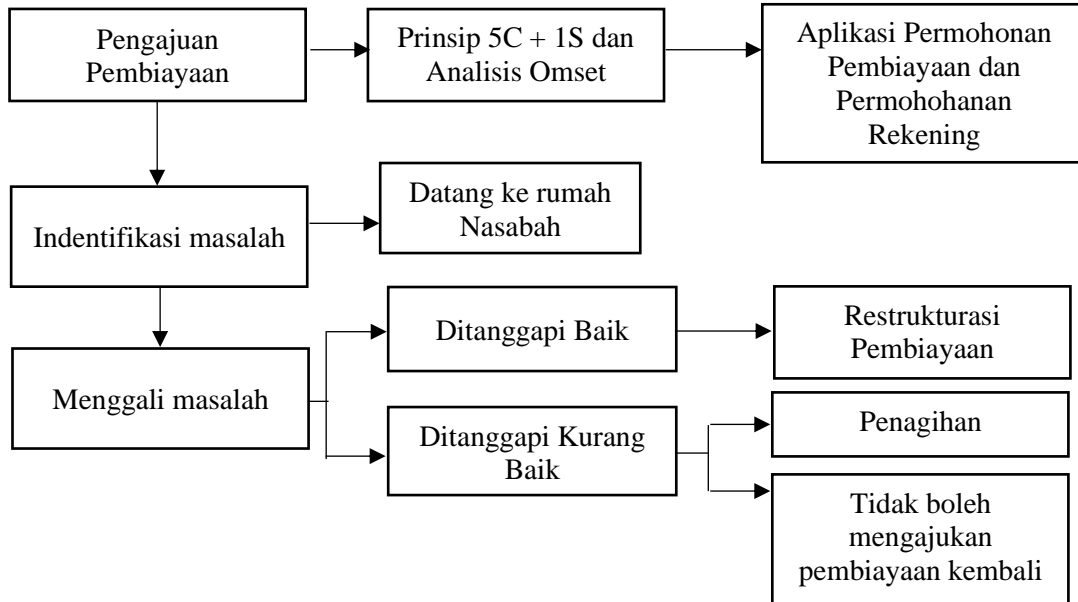 Pengajuan
Pembiayaan
Prinsip 5C + 1S dan
Analisis Omset
Aplikasi Permohonan
Pembiayaan dan
Permohohanan
Rekening
Indentifikasi masalah
Datang ke rumah
Nasabah
Menggali masalah
Ditanggapi Baik
Restrukturasi
Pembiayaan
Ditanggapi Kurang
Baik
Penagihan
Tidak boleh
mengajukan
pembiayaan kembali